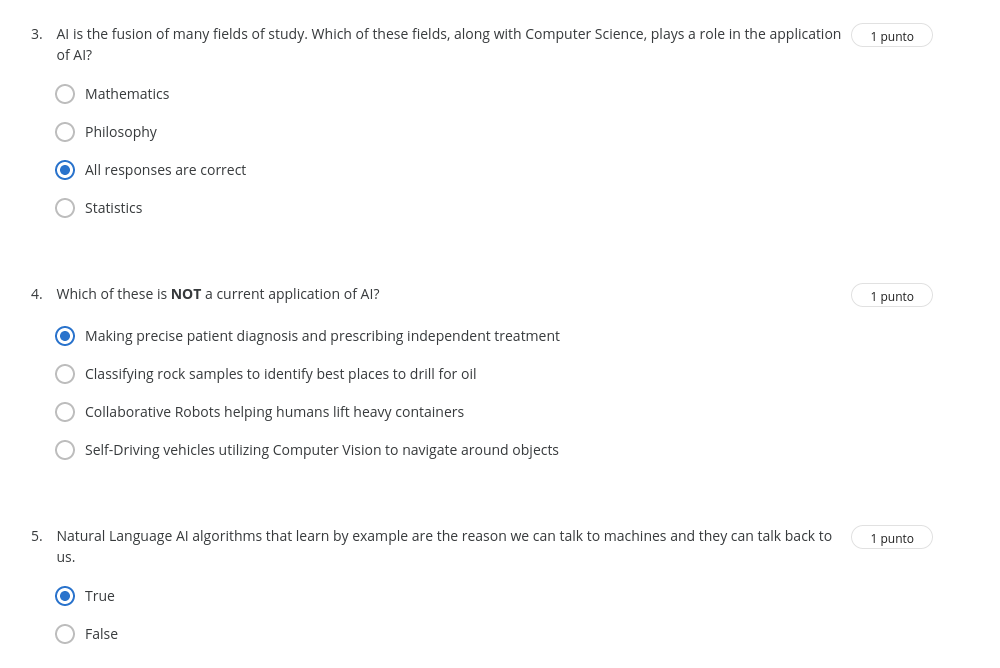 3. AI is the fusion of many fields of study. Which of these fields, along with Computer Science, plays a role in the application 1 punto
of AI?
Mathematics
Philosophy
All responses are correct
Statistics
4. Which of these is NOT a current application of AI? 1 punto
Making precise patient diagnosis and prescribing independent treatment
Classifying rock samples to identify best places to drill for oil
Collaborative Robots helping humans lift heavy containers
Self-Driving vehicles utilizing Computer Vision to navigate around objects
5. Natural Language AI algorithms that learn by example are the reason we can talk to machines and they can talk back to 1 punto
us.
True
False